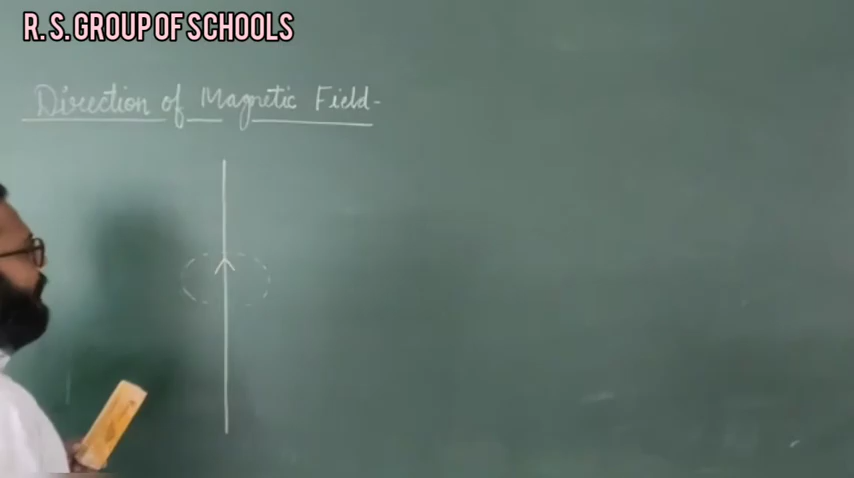 R. S. GROUP OF SCHOOLS
Direction of Magnetic Field-